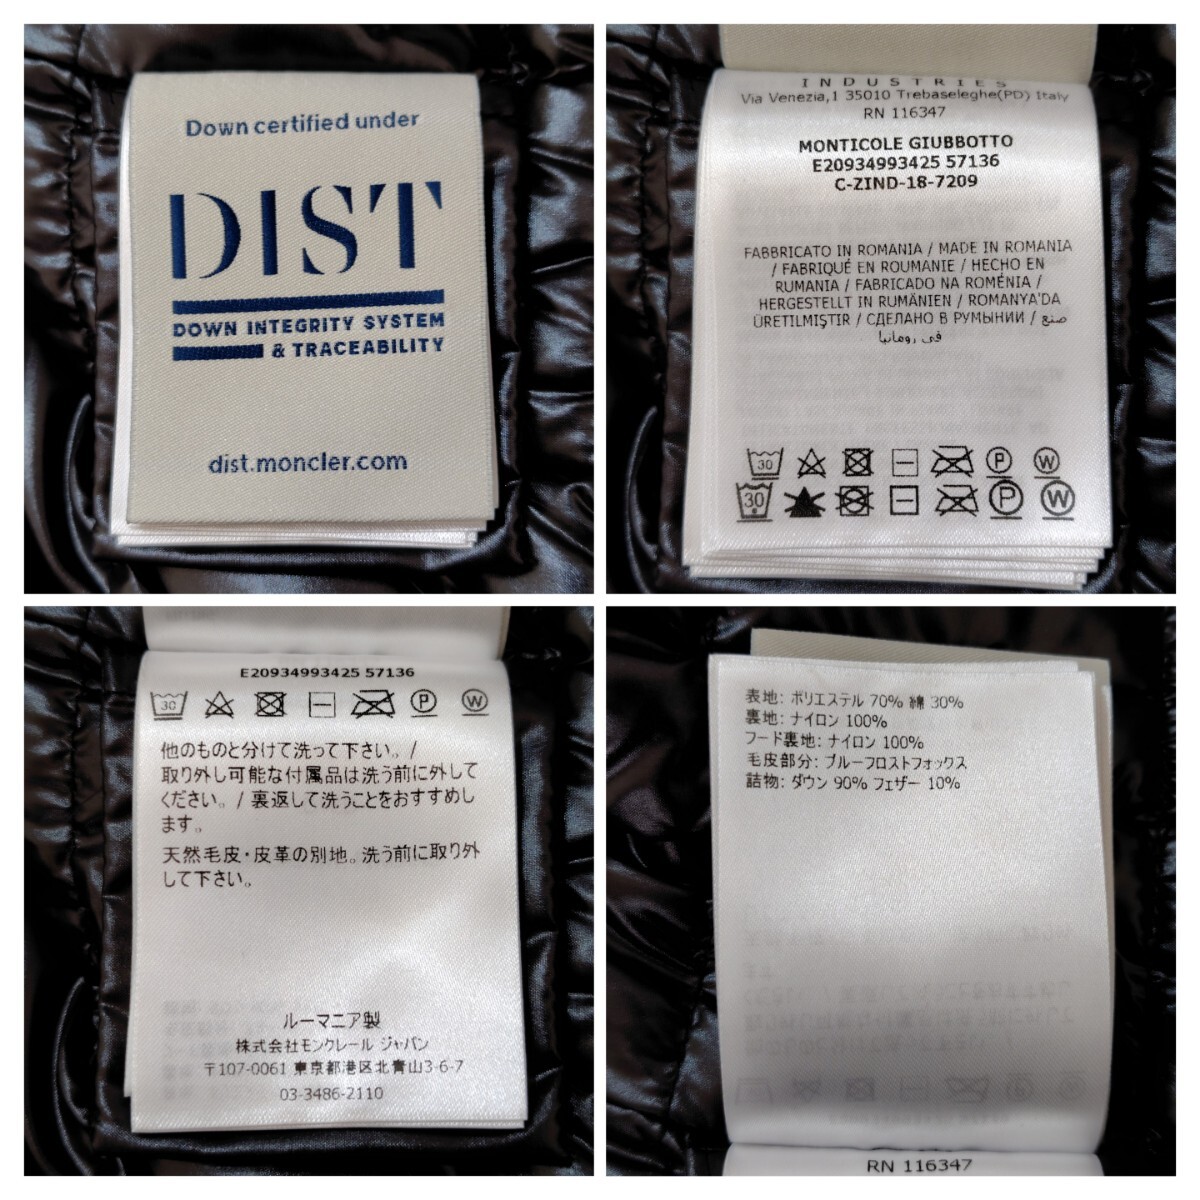 Down certified under
DIST
DOWN INTEGRITY SYSTEM
& TRACEABILITY
dist.moncler.com
INDUSTRIES
Via Venezia,1 35010 Trebaseleghe(PD) Italy
RN 116347
MONTICOLE GIUBBOTTO
E20934993425 57136
C-ZIND-18-7209
FABBRICATO IN ROMANIA / MADE IN ROMANIA
/ FABRIQUÉ EN ROUMANIE / HECHO EN
RUMANIA / FABRICADO NA ROMÉNIA /
HERGESTELLT IN RUMÄNIEN / ROMANYA'DA
ÜRETILMIŞTIR / СДЕЛАНО В РУМЫНИИ / صنع
في رومانيا
30 P W
30 P W
E20934993425 57136
30 P W
他のものと分けて洗って下さい。/
取り外し可能な付属品は洗う前に外して
ください。/ 裏返して洗うことをおすすめし
ます。
天然毛皮・皮革の別地。洗う前に取り外
して下さい。
ルーマニア製
株式会社モンクレール ジャパン
〒107-0061 東京都港区北青山3-6-7
03-3486-2110
表地: ポリエステル 70% 綿 30%
裏地: ナイロン 100%
フード裏地: ナイロン 100%
毛皮部分: ブルーフロストフォックス
詰物: ダウン 90% フェザー 10%
RN 116347